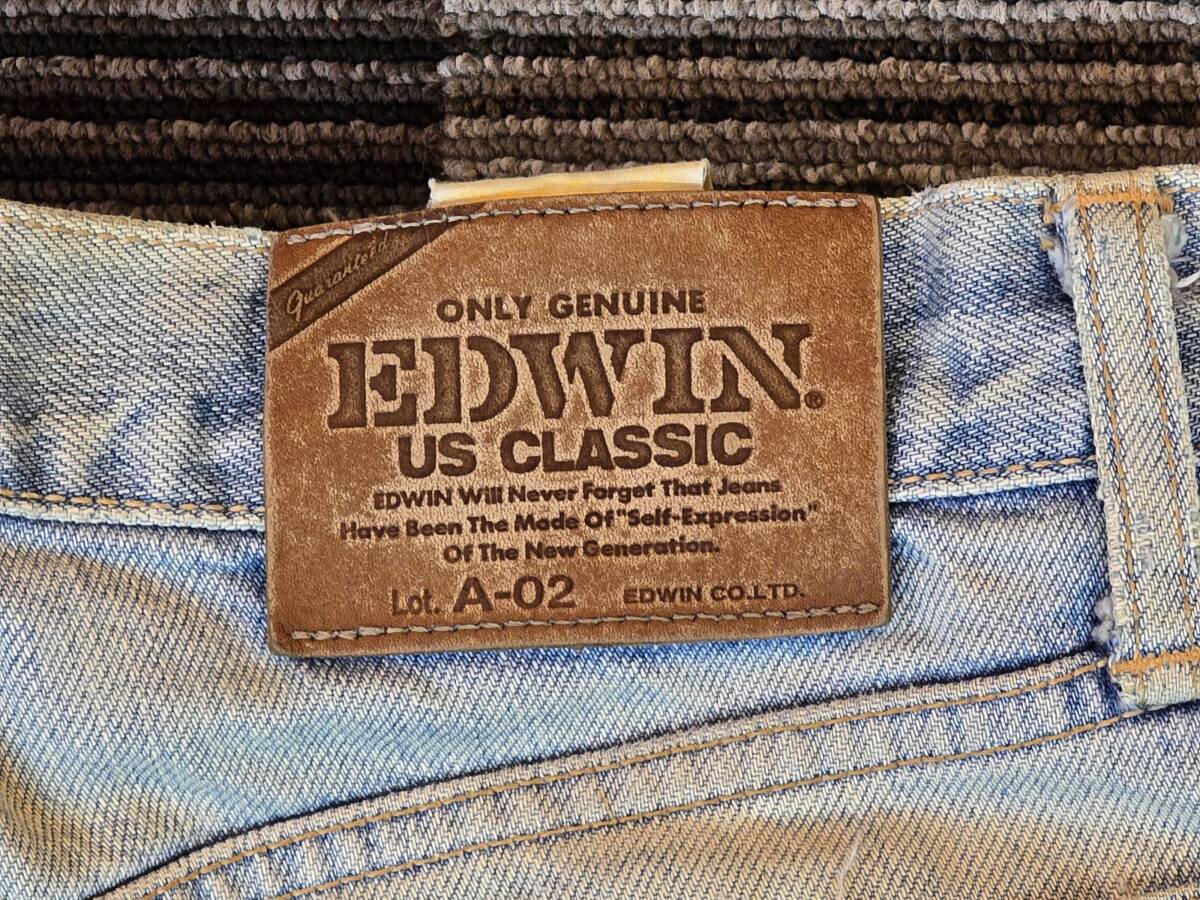 Guaranteed
ONLY GENUINE
EDWIN®
US CLASSIC
EDWIN Will Never Forget That Jeans
Have Been The Made Of "Self-Expression"
Of The New Generation.
Lot. A-02 EDWIN CO.LTD.